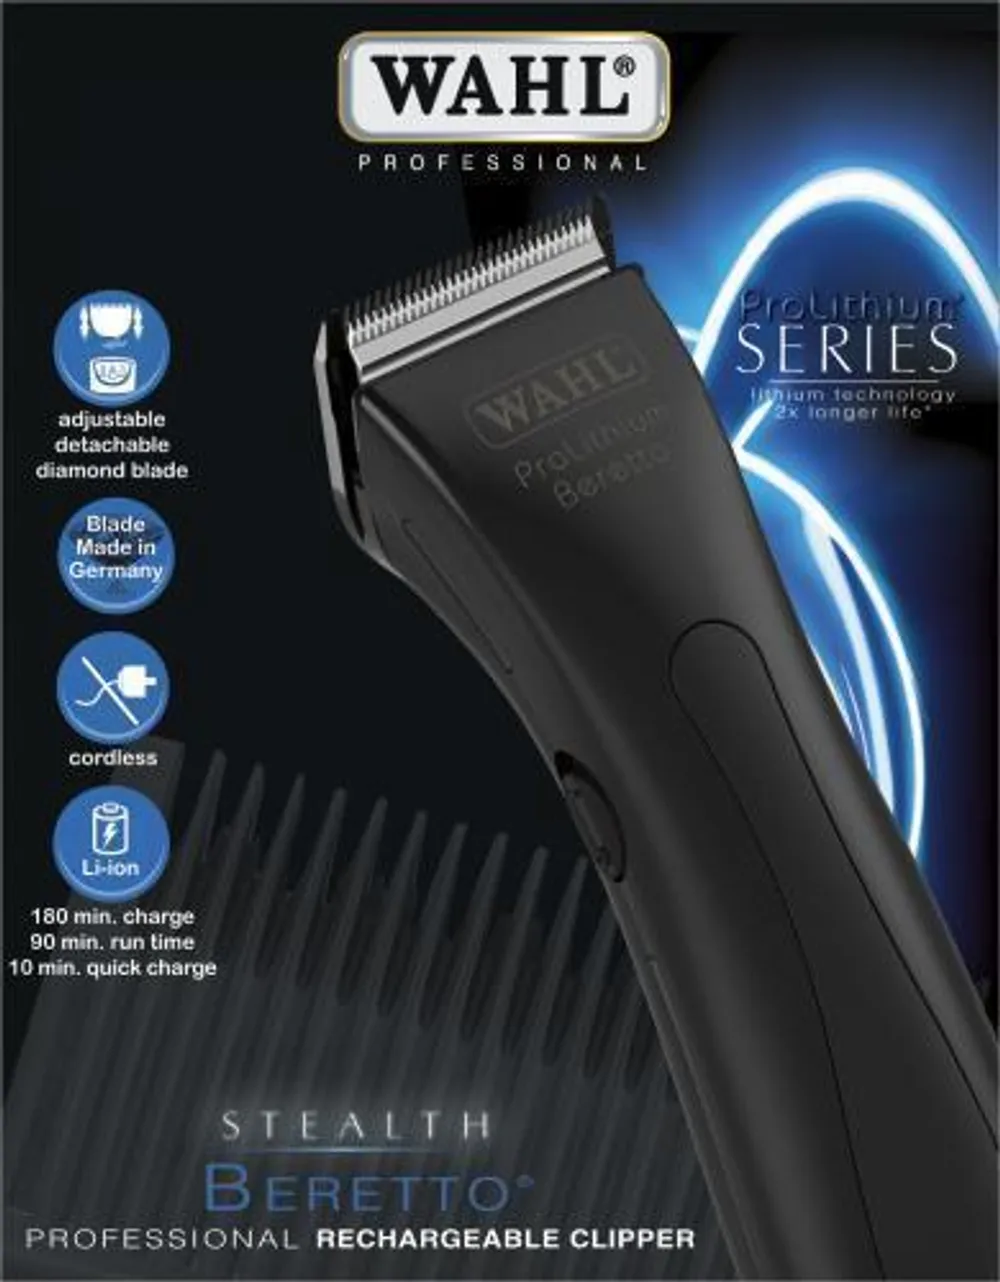 WAHL®
PROFESSIONAL
ProLithium
SERIES
lithium technology
2x longer life*
WAHL
ProLithium
Beretto
adjustable
detachable
diamond blade
Blade
Made in
Germany
cordless
Li-ion
180 min. charge
90 min. run time
10 min. quick charge
STEALTH
BERETTO®
PROFESSIONAL RECHARGEABLE CLIPPER